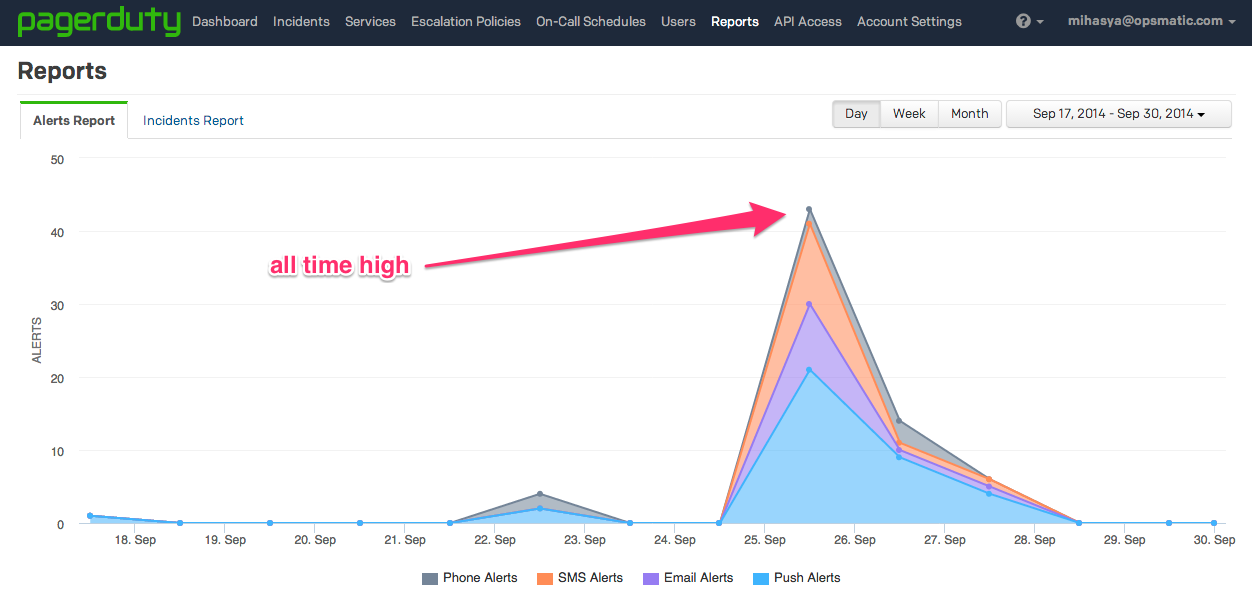 pagerduty Dashboard Incidents Services Escalation Policies On-Call Schedules Users Reports API Access Account Settings ? mihasya@opsmatic.com
Reports
Alerts Report Incidents Report Day Week Month Sep 17, 2014 - Sep 30, 2014
50
40
all time high
30
ALERTS
20
10
0
18. Sep 19. Sep 20. Sep 21. Sep 22. Sep 23. Sep 24. Sep 25. Sep 26. Sep 27. Sep 28. Sep 29. Sep 30. Sep
Phone Alerts SMS Alerts Email Alerts Push Alerts